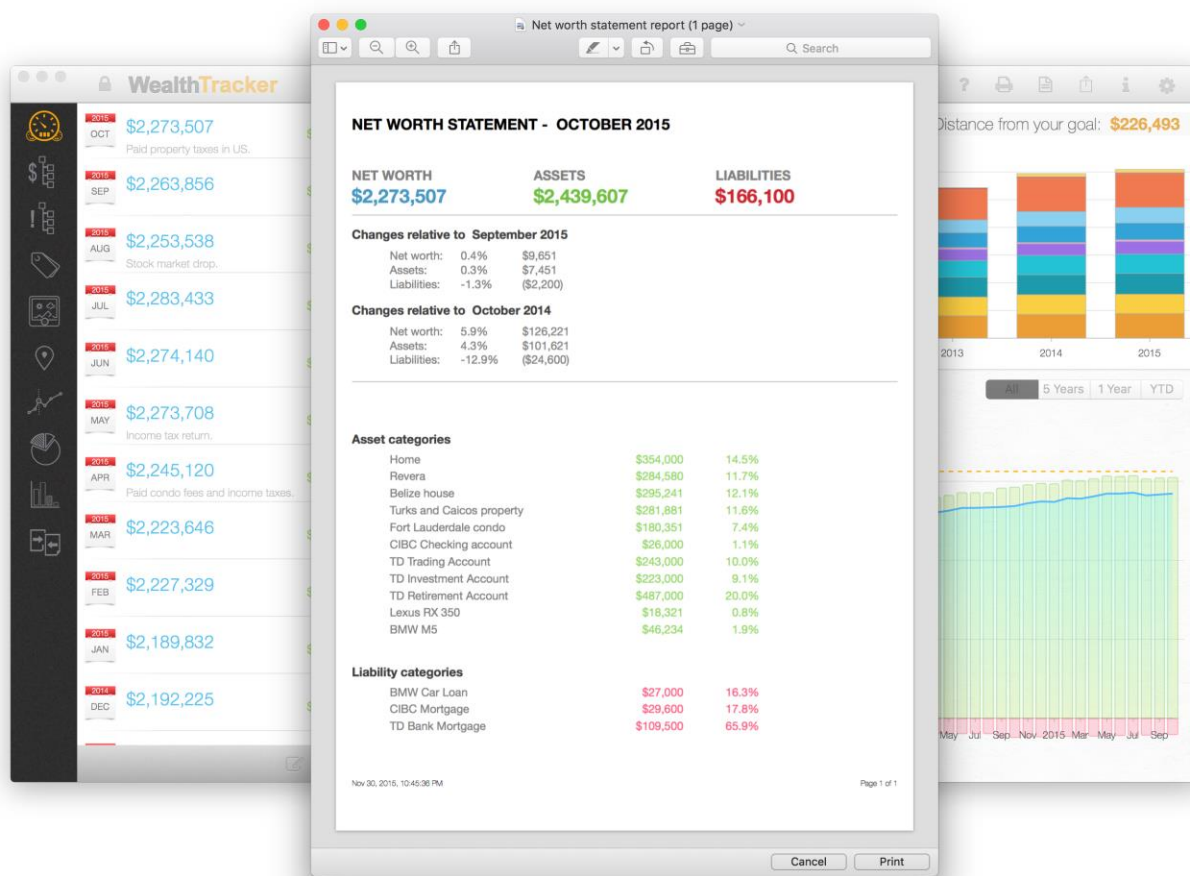 Net worth statement report (1 page)
Search
WealthTracker
?
i
Distance from your goal: $226,493
2015
OCT
$2,273,507
Paid property taxes in US.
2015
SEP
$2,263,856
2015
AUG
$2,253,538
Stock market drop.
2015
JUL
$2,283,433
2015
JUN
$2,274,140
2015
MAY
$2,273,708
Income tax return.
2015
APR
$2,245,120
Paid condo fees and income taxes.
2015
MAR
$2,223,646
2015
FEB
$2,227,329
2015
JAN
$2,189,832
2014
DEC
$2,192,225
NET WORTH STATEMENT - OCTOBER 2015
NET WORTH ASSETS LIABILITIES
$2,273,507 $2,439,607 $166,100
Changes relative to September 2015
Net worth: 0.4% $9,651
Assets: 0.3% $7,451
Liabilities: -1.3% ($2,200)
Changes relative to October 2014
Net worth: 5.9% $126,221
Assets: 4.3% $101,621
Liabilities: -12.9% ($24,600)
Asset categories
Home $354,000 14.5%
Revera $284,580 11.7%
Belize house $295,241 12.1%
Turks and Caicos property $281,881 11.6%
Fort Lauderdale condo $180,351 7.4%
CIBC Checking account $26,000 1.1%
TD Trading Account $243,000 10.0%
TD Investment Account $223,000 9.1%
TD Retirement Account $487,000 20.0%
Lexus RX 350 $18,321 0.8%
BMW M5 $46,234 1.9%
Liability categories
BMW Car Loan $27,000 16.3%
CIBC Mortgage $29,600 17.8%
TD Bank Mortgage $109,500 65.9%
Nov 30, 2015, 10:45:36 PM Page 1 of 1
Cancel Print
2013 2014 2015
All 5 Years 1 Year YTD
May Jul Sep Nov 2015 Mar May Jul Sep